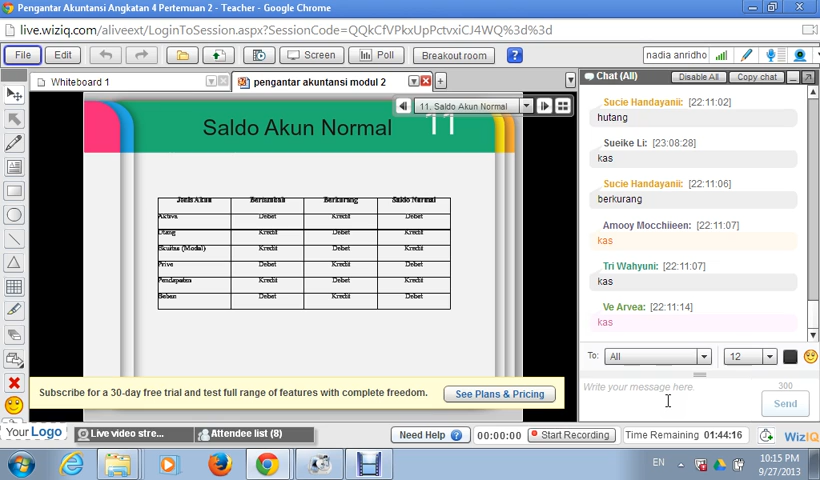 Pengantar Akuntansi Angkatan 4 Pertemuan 2 - Teacher - Google Chrome
live.wiziq.com/aliveext/LoginToSession.aspx?SessionCode=QQkCfVPkxUpPctvxiCJ4WQ%3d%3d
File Edit Screen Poll Breakout room ? nadia anridho
Whiteboard 1 pengantar akuntansi modul 2 +
11. Saldo Akun Normal
Saldo Akun Normal 11
Jenis Akun Bertambah Berkurang Saldo Normal
Aktiva Debet Kredit Debet
Utang Kredit Debet Kredit
Ekuitas (Modal) Kredit Debet Kredit
Prive Debet Kredit Debet
Pendapatan Kredit Debet Kredit
Beban Debet Kredit Debet
Subscribe for a 30-day free trial and test full range of features with complete freedom. See Plans & Pricing
Chat (All) Disable All Copy chat
Sucie Handayanii: [22:11:02]
hutang
Sueike Li: [23:08:28]
kas
Sucie Handayanii: [22:11:06]
berkurang
Amooy Mocchiieen: [22:11:07]
kas
Tri Wahyuni: [22:11:07]
kas
Ve Arvea: [22:11:14]
kas
To: All 12
Write your message here. 300
Send
Your Logo Live video stre... Attendee list (8) Need Help ? 00:00:00 Start Recording Time Remaining 01:44:16 WizIQ
EN 10:15 PM
9/27/2013